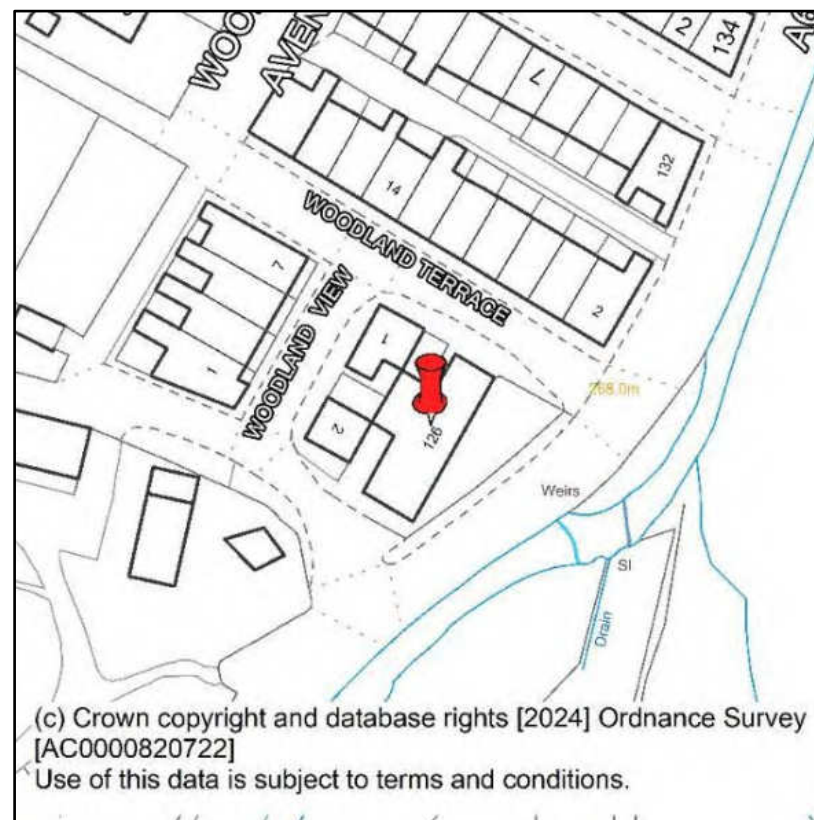 2
134
A6
WOO
AVEN
7
132
14
WOODLAND TERRACE
2
7
WOODLAND VIEW
1
1
2
126
268.0m
Weirs
Sl
Drain
(c) Crown copyright and database rights [2024] Ordnance Survey
[AC0000820722]
Use of this data is subject to terms and conditions.